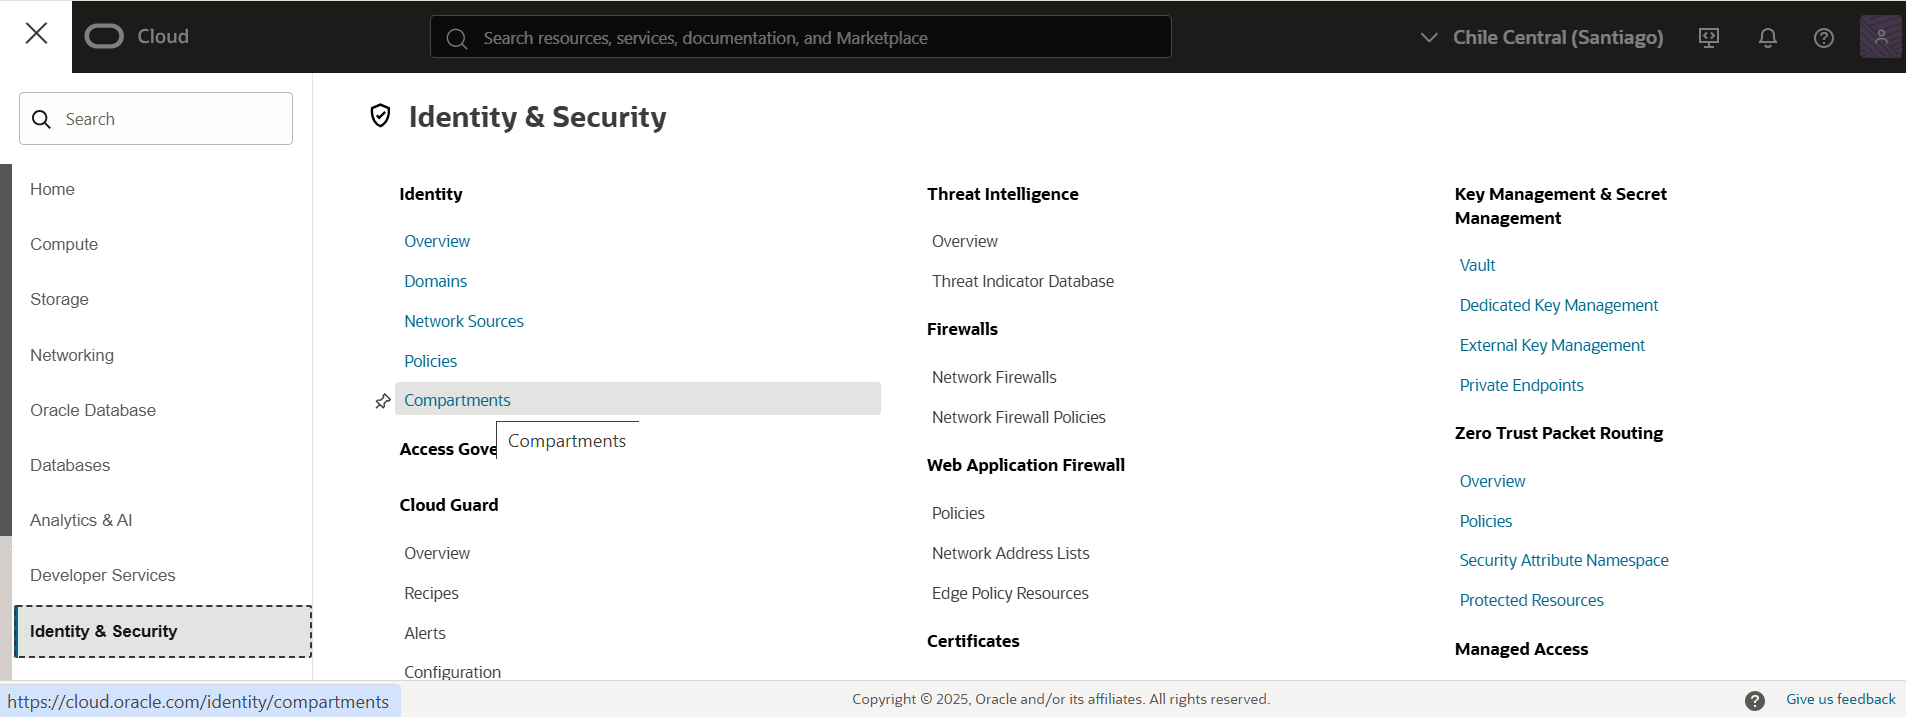 Cloud
Search resources, services, documentation, and Marketplace
Chile Central (Santiago)
Search
Home
Compute
Storage
Networking
Oracle Database
Databases
Analytics & AI
Developer Services
Identity & Security
Identity & Security
Identity
Overview
Domains
Network Sources
Policies
Compartments
Compartments
Access Gove
Cloud Guard
Overview
Recipes
Alerts
Configuration
Threat Intelligence
Overview
Threat Indicator Database
Firewalls
Network Firewalls
Network Firewall Policies
Web Application Firewall
Policies
Network Address Lists
Edge Policy Resources
Certificates
Key Management & Secret
Management
Vault
Dedicated Key Management
External Key Management
Private Endpoints
Zero Trust Packet Routing
Overview
Policies
Security Attribute Namespace
Protected Resources
Managed Access
https://cloud.oracle.com/identity/compartments
Copyright © 2025, Oracle and/or its affiliates. All rights reserved.
Give us feedback